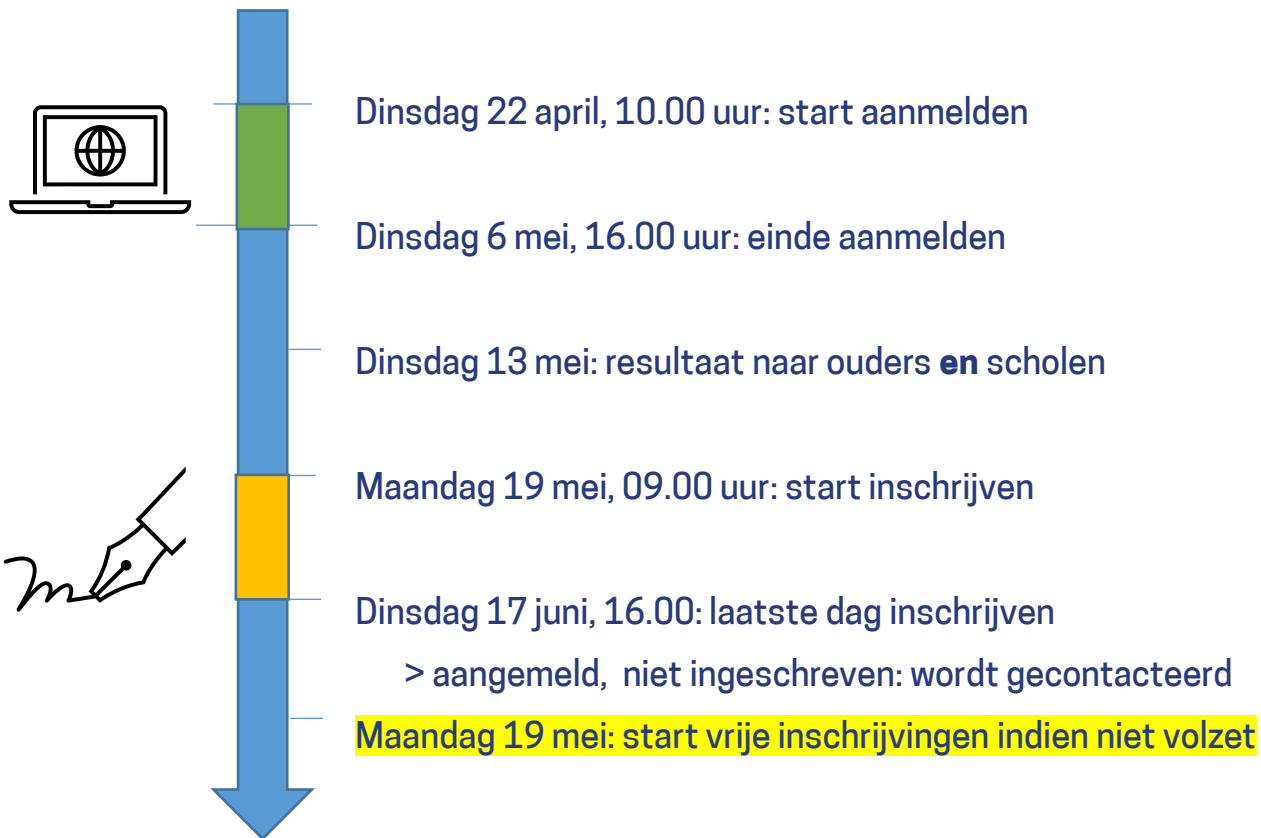 Dinsdag 22 april, 10.00 uur: start aanmelden
Dinsdag 6 mei, 16.00 uur: einde aanmelden
Dinsdag 13 mei: resultaat naar ouders en scholen
Maandag 19 mei, 09.00 uur: start inschrijven
Dinsdag 17 juni, 16.00: laatste dag inschrijven
> aangemeld, niet ingeschreven: wordt gecontacteerd
Maandag 19 mei: start vrije inschrijvingen indien niet volzet